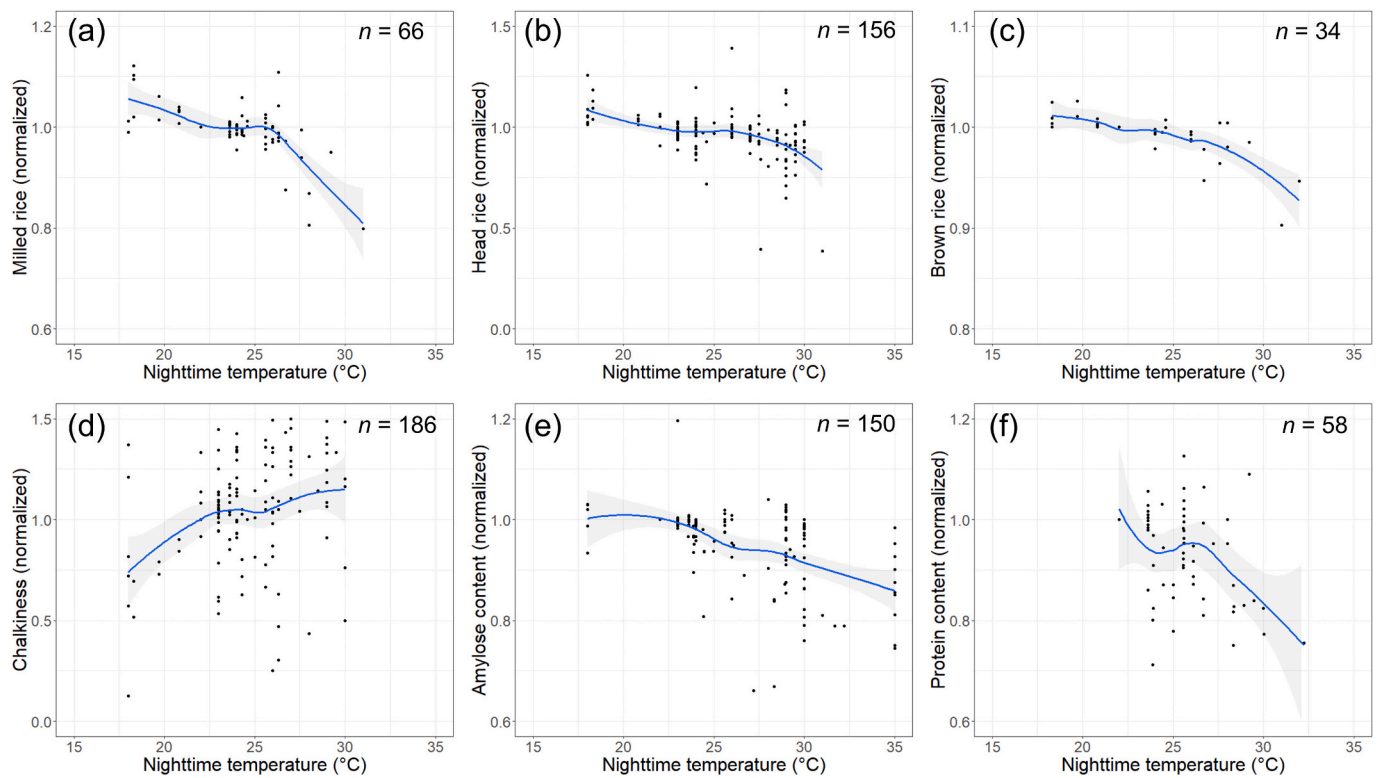 (a)
n = 66
Milled rice (normalized)
1.2
1.0
0.8
0.6
15 20 25 30 35
Nighttime temperature (°C)
(b)
n = 156
Head rice (normalized)
1.5
1.0
0.5
0.0
15 20 25 30 35
Nighttime temperature (°C)
(c)
n = 34
Brown rice (normalized)
1.1
1.0
0.9
0.8
15 20 25 30 35
Nighttime temperature (°C)
(d)
n = 186
Chalkiness (normalized)
1.5
1.0
0.5
0.0
15 20 25 30 35
Nighttime temperature (°C)
(e)
n = 150
Amylose content (normalized)
1.2
1.0
0.8
0.6
15 20 25 30 35
Nighttime temperature (°C)
(f)
n = 58
Protein content (normalized)
1.2
1.0
0.8
0.6
15 20 25 30 35
Nighttime temperature (°C)